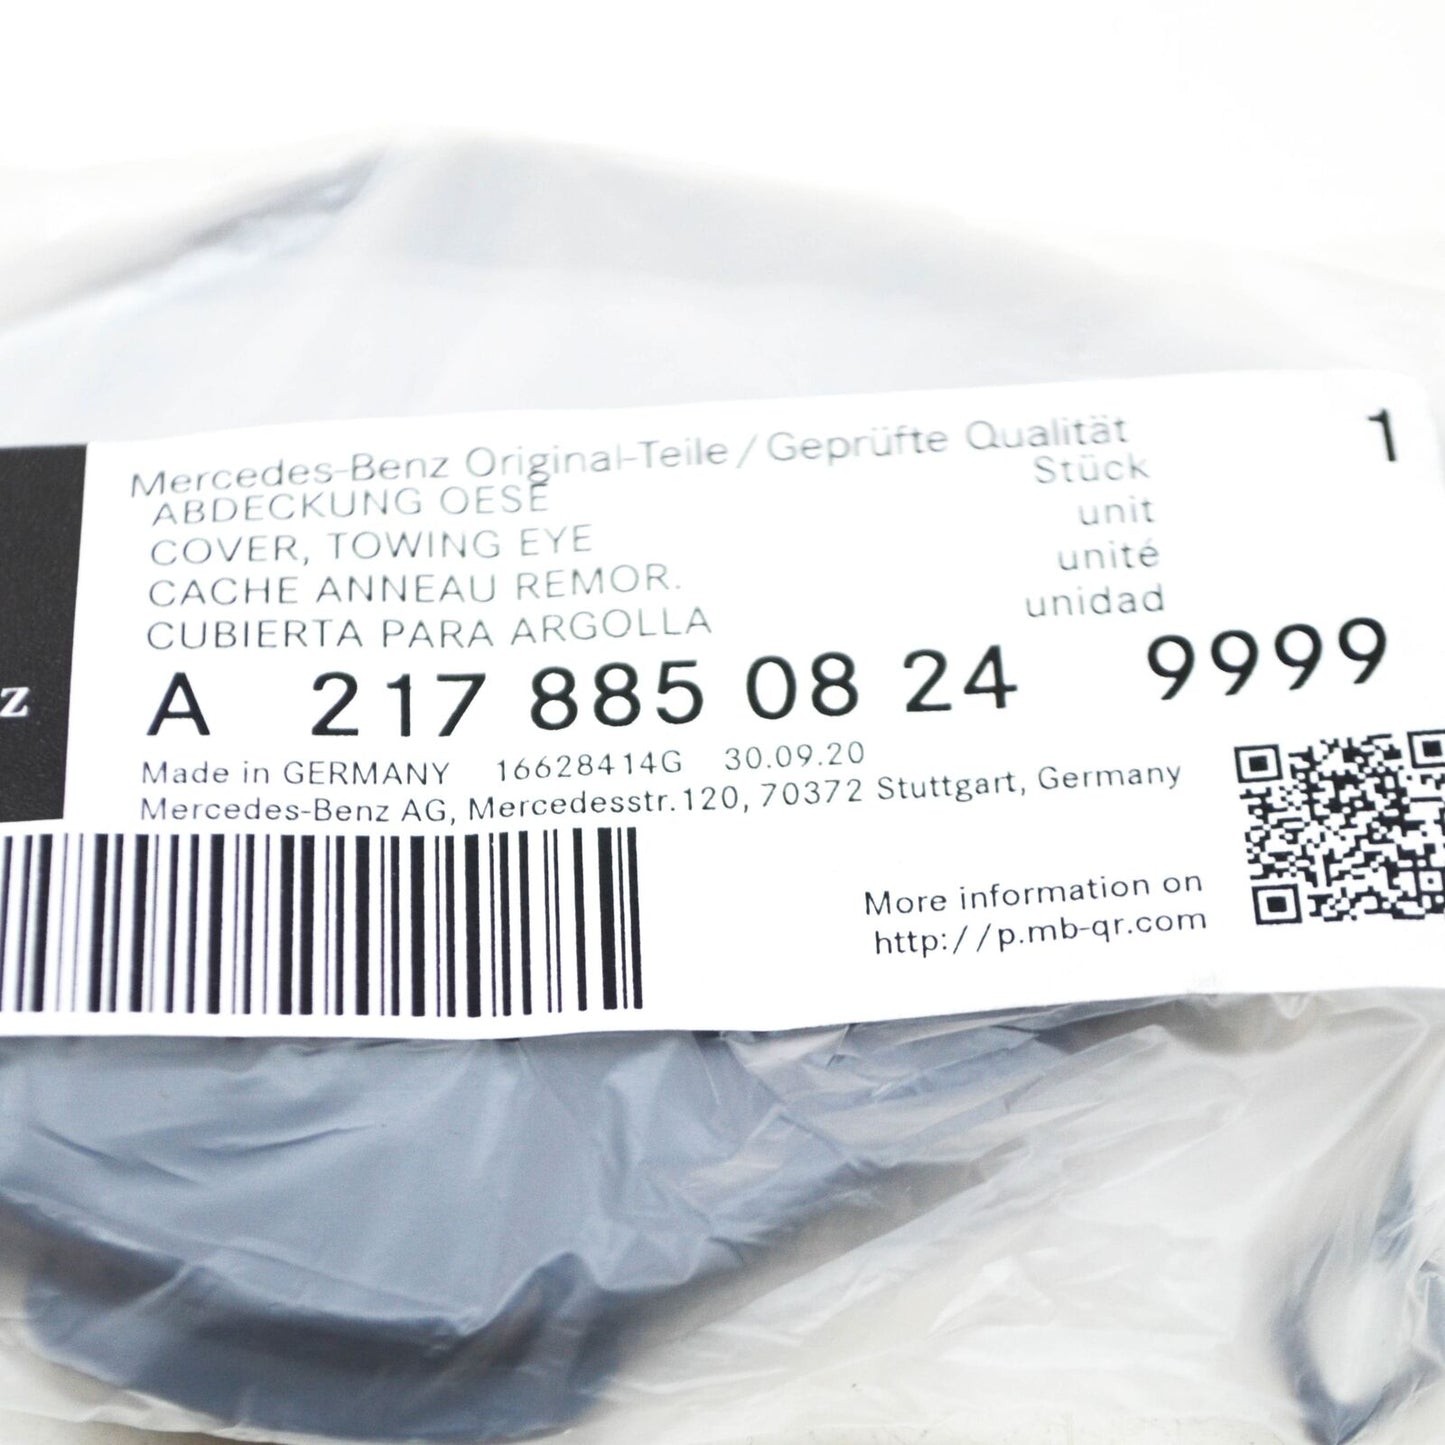 Mercedes-Benz Original-Teile / Geprüfte Qualität
1
ABDECKUNG OESE
Stück
COVER, TOWING EYE
unit
CACHE ANNEAU REMOR.
unité
CUBIERTA PARA ARGOLLA
unidad
A 217 885 08 24 9999
z
Made in GERMANY 16628414G 30.09.20
Mercedes-Benz AG, Mercedesstr. 120, 70372 Stuttgart, Germany
More information on
http://p.mb-qr.com